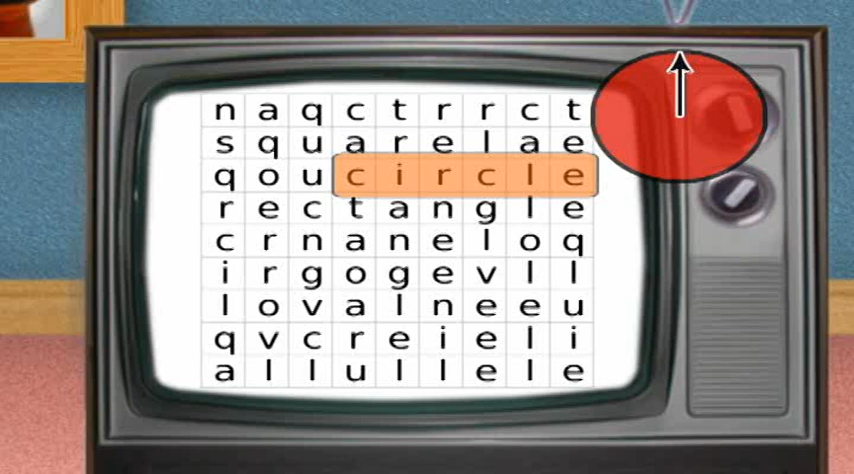 n a q c t r r c t
s q u a r e l a e
q o u c i r c l e
r e c t a n g l e
c r n a n e l o q
i r g o g e v l l
l o v a l n e e u
q v c r e i e l i
a l l u l l e l e